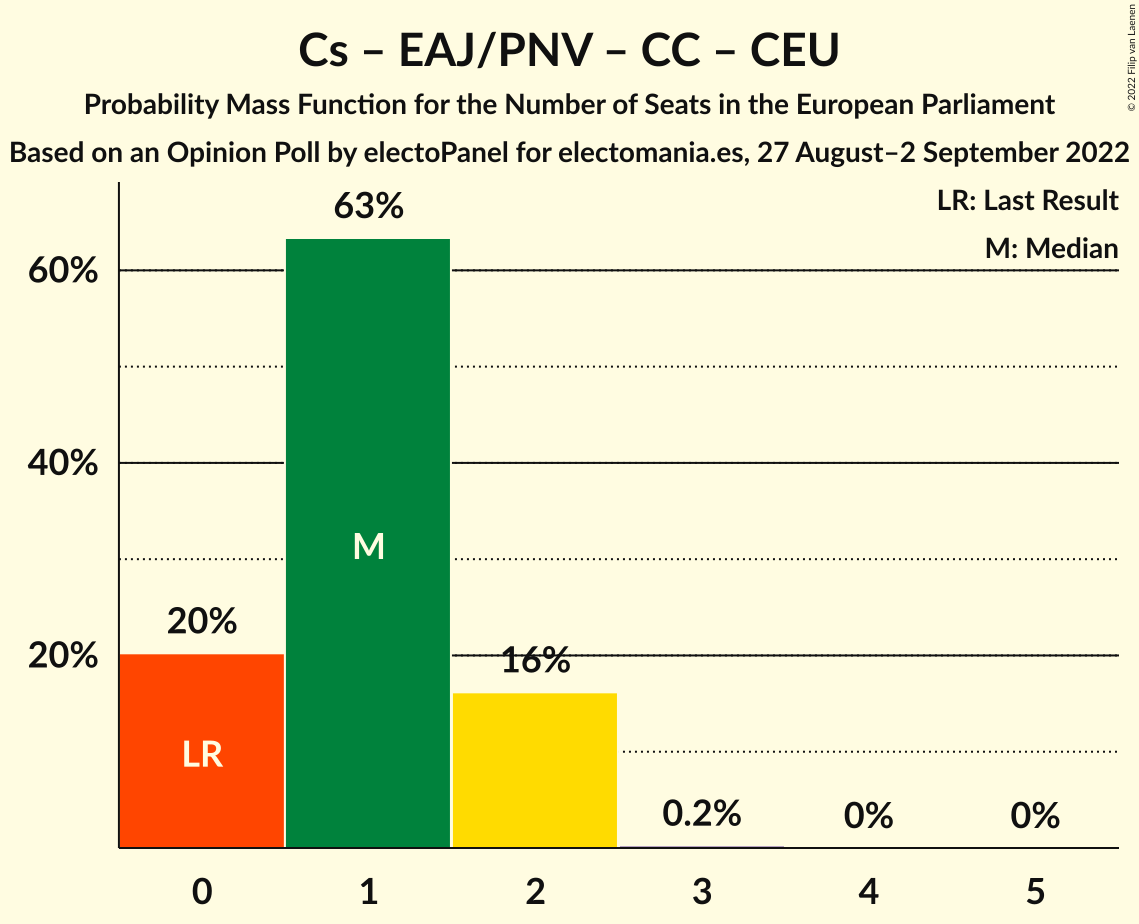 Cs – EAJ/PNV – CC – CEU
Probability Mass Function for the Number of Seats in the European Parliament
Based on an Opinion Poll by electoPanel for electomania.es, 27 August–2 September 2022
© 2022 Filip van Laenen
LR: Last Result
M: Median
63%
60%
40%
M
20%
20%
16%
LR
0.2%
0%
0%
0 1 2 3 4 5